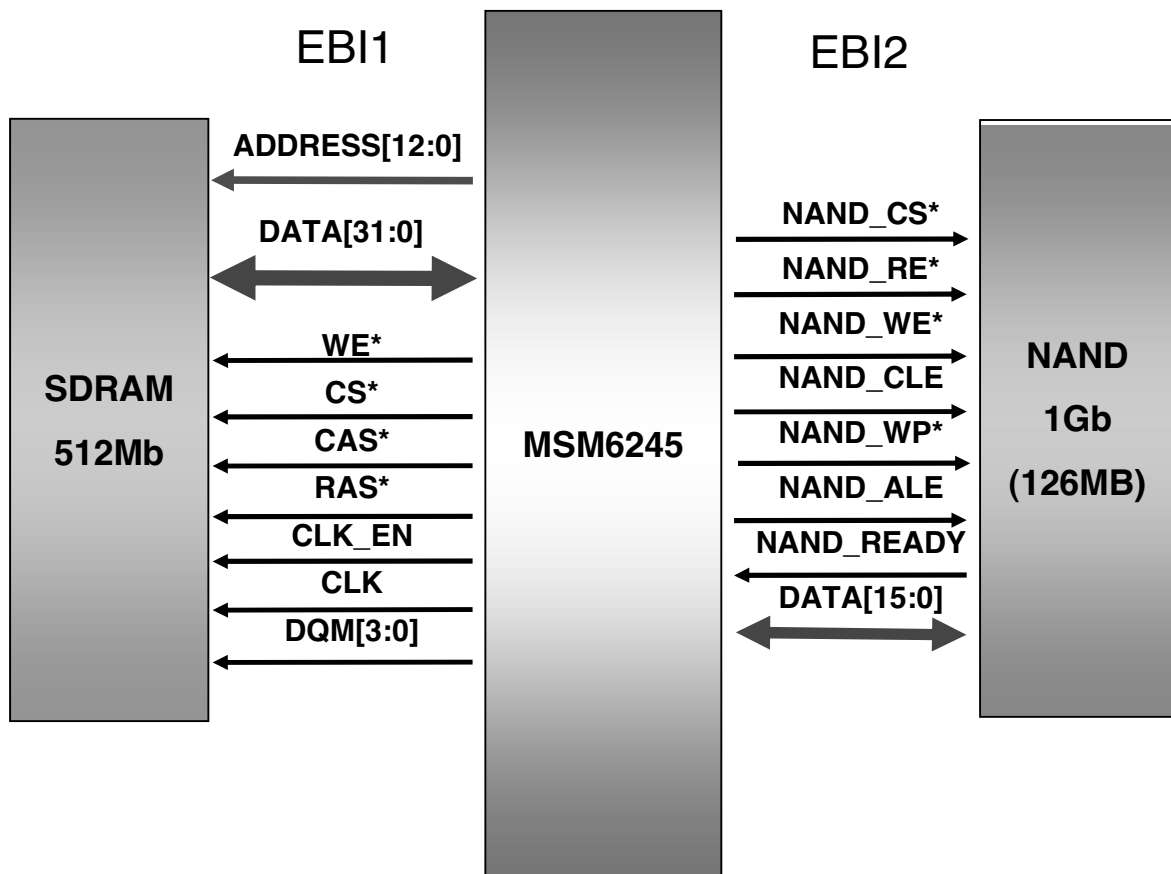 EBI1
EBI2
ADDRESS[12:0]
DATA[31:0]
WE*
CS*
CAS*
RAS*
CLK_EN
CLK
DQM[3:0]
SDRAM
512Mb
MSM6245
NAND_CS*
NAND_RE*
NAND_WE*
NAND_CLE
NAND_WP*
NAND_ALE
NAND_READY
DATA[15:0]
NAND
1Gb
(126MB)